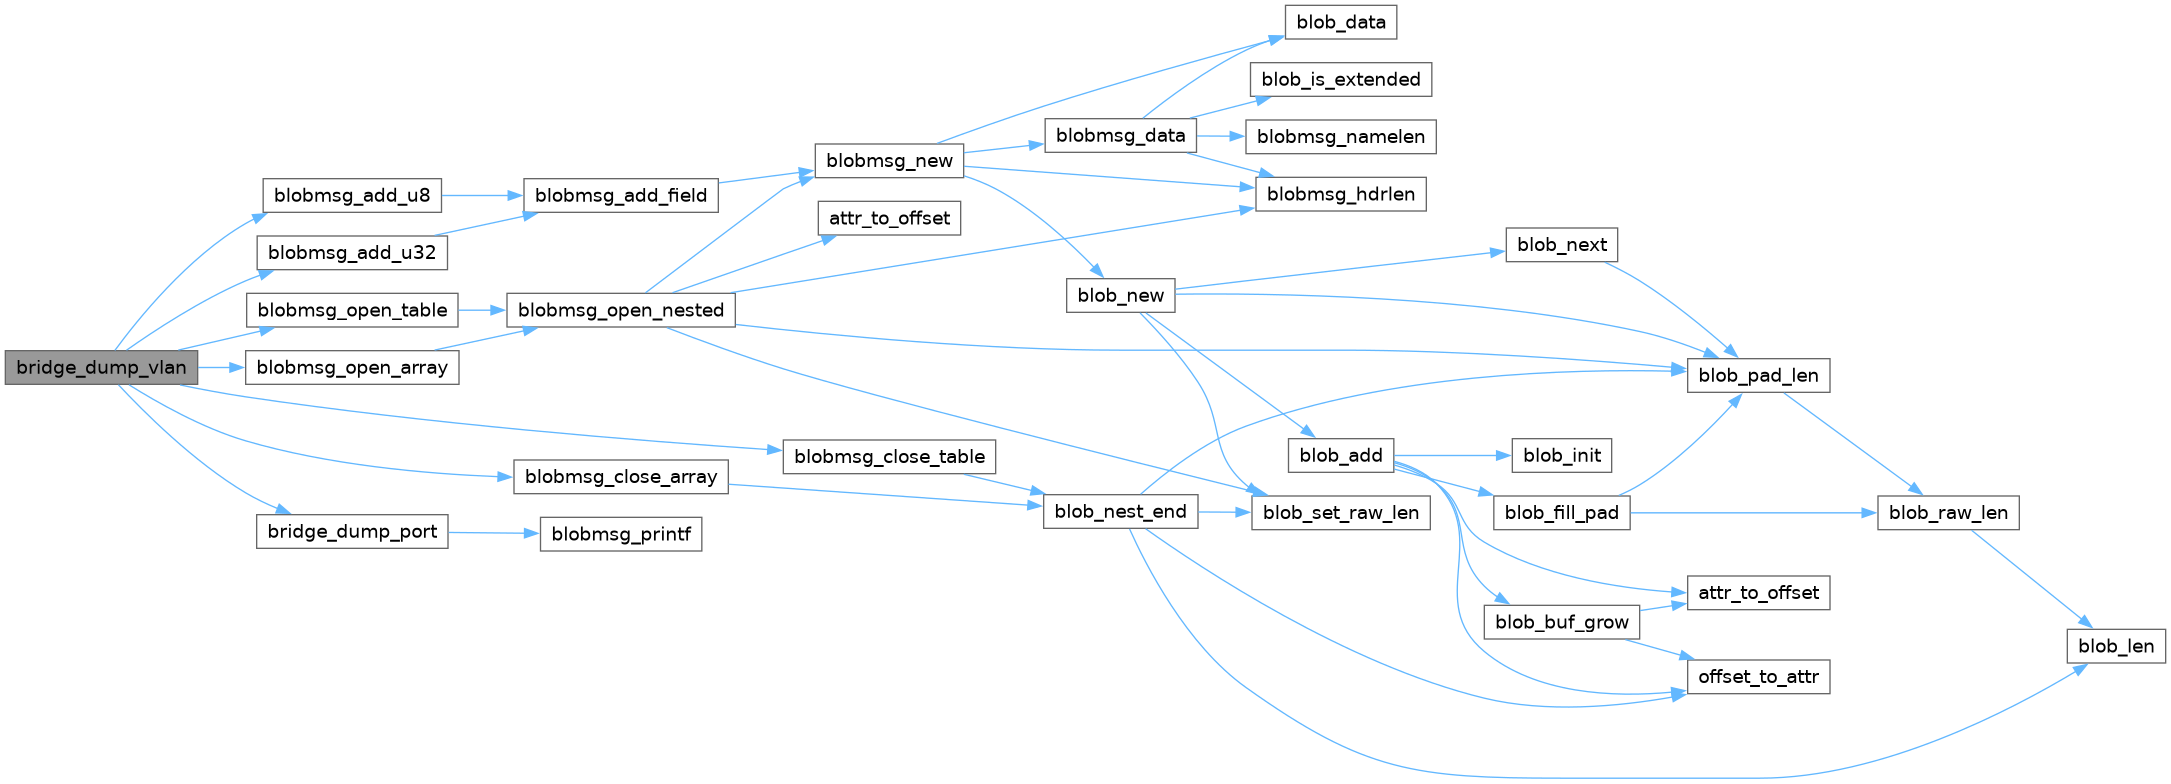 bridge_dump_vlan
blobmsg_add_u8
blobmsg_add_u32
blobmsg_open_table
blobmsg_open_array
bridge_dump_port
blobmsg_add_field
blobmsg_open_nested
blobmsg_close_array
blobmsg_printf
blobmsg_new
attr_to_offset
blobmsg_close_table
blobmsg_data
blob_new
blob_nest_end
blob_data
blob_is_extended
blobmsg_namelen
blobmsg_hdrlen
blob_add
blob_set_raw_len
blob_next
blob_init
blob_fill_pad
blob_buf_grow
blob_pad_len
attr_to_offset
offset_to_attr
blob_raw_len
blob_len